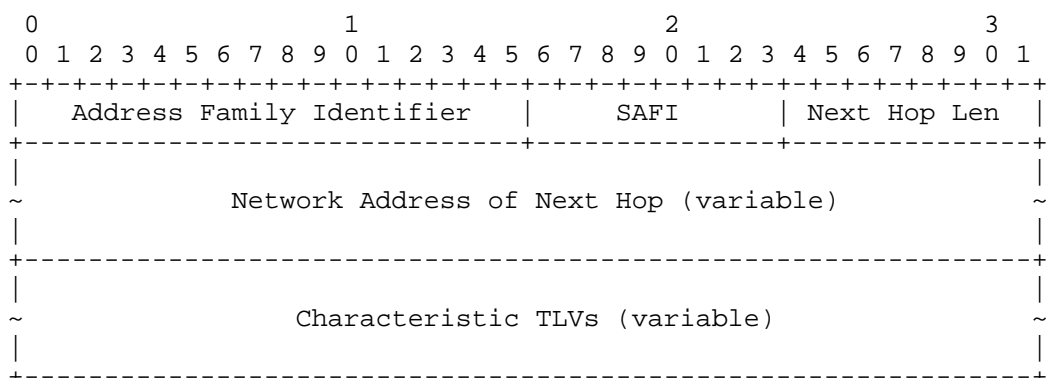 0                   1                   2                   3
 0 1 2 3 4 5 6 7 8 9 0 1 2 3 4 5 6 7 8 9 0 1 2 3 4 5 6 7 8 9 0 1
+-+-+-+-+-+-+-+-+-+-+-+-+-+-+-+-+-+-+-+-+-+-+-+-+-+-+-+-+-+-+-+-+
|   Address Family Identifier   |     SAFI      | Next Hop Len  |
+-------------------------------+---------------+---------------+
|                                                               |
~             Network Address of Next Hop (variable)            ~
|                                                               |
+---------------------------------------------------------------+
|                                                               |
~                 Characteristic TLVs (variable)                ~
|                                                               |
+---------------------------------------------------------------+